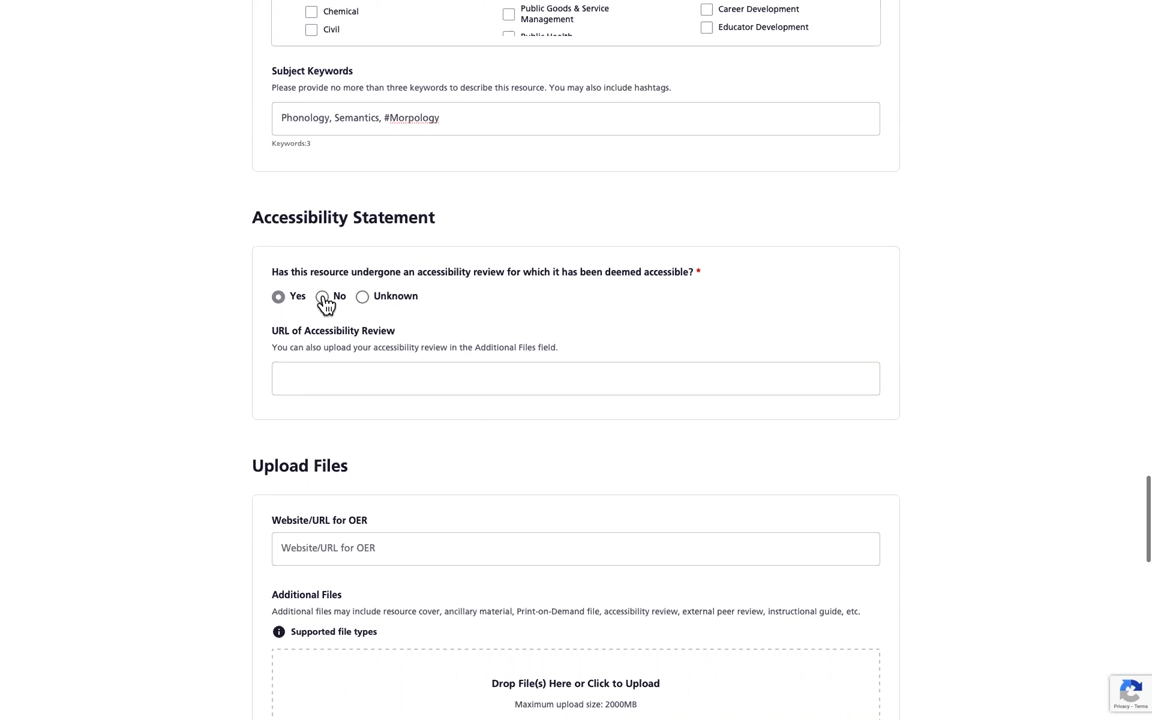 Chemical
Civil
Public Goods & Service
Management
Public Health
Career Development
Educator Development
Subject Keywords
Please provide no more than three keywords to describe this resource. You may also include hashtags.
Phonology, Semantics, #Morpology
Keywords:3
Accessibility Statement
Has this resource undergone an accessibility review for which it has been deemed accessible? *
Yes No Unknown
URL of Accessibility Review
You can also upload your accessibility review in the Additional Files field.
Upload Files
Website/URL for OER
Website/URL for OER
Additional Files
Additional files may include resource cover, ancillary material, Print-on-Demand file, accessibility review, external peer review, instructional guide, etc.
Supported file types
Drop File(s) Here or Click to Upload
Maximum upload size: 2000MB
Privacy - Terms